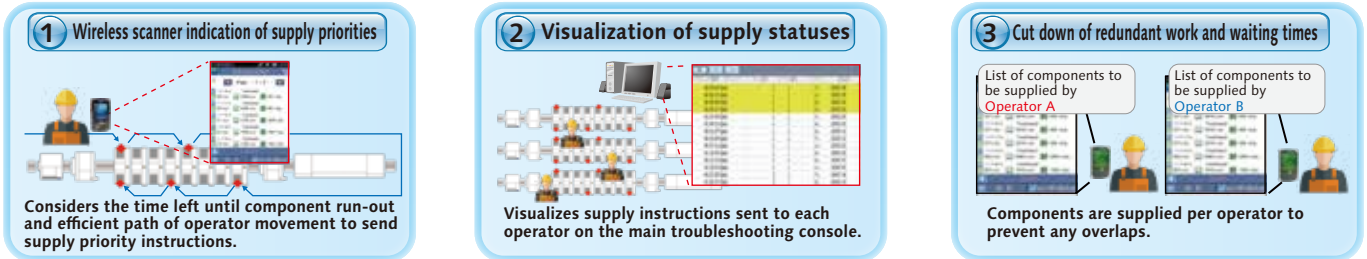 1 Wireless scanner indication of supply priorities
Considers the time left until component run-out
and efficient path of operator movement to send
supply priority instructions.
2 Visualization of supply statuses
Visualizes supply instructions sent to each
operator on the main troubleshooting console.
3 Cut down of redundant work and waiting times
List of components to
be supplied by
Operator A
List of components to
be supplied by
Operator B
Components are supplied per operator to
prevent any overlaps.